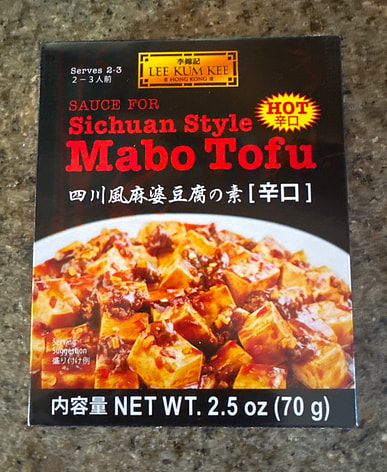 Serves 2-3
2－3人前
李錦記
LEE KUM KEE
HONG KONG
SAUCE FOR
Sichuan Style
Mabo Tofu
HOT
辛口
四川風麻婆豆腐の素［辛口］
Serving
Suggestion
盛り付け例
内容量 NET WT. 2.5 oz (70 g)